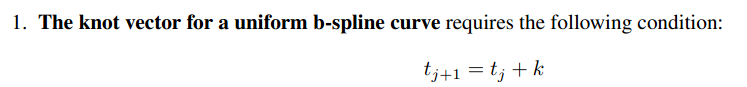 1. The knot vector for a uniform b-spline curve requires the following condition:
t_{j+1} = t_j + k